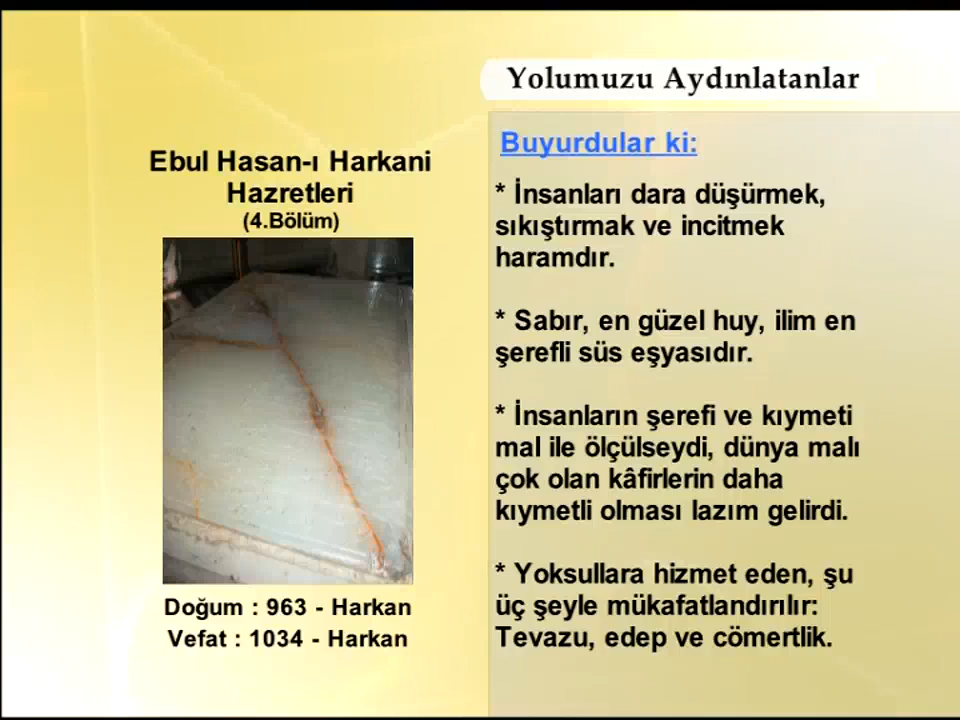 Yolumuzu Aydınlatanlar
Ebul Hasan-ı Harkani
Hazretleri
(4.Bölüm)
Doğum : 963 - Harkan
Vefat : 1034 - Harkan
Buyurdular ki:
* İnsanları dara düşürmek,
sıkıştırmak ve incitmek
haramdır.
* Sabır, en güzel huy, ilim en
şerefli süs eşyasıdır.
* İnsanların şerefi ve kıymeti
mal ile ölçülseydi, dünya malı
çok olan kâfirlerin daha
kıymetli olması lazım gelirdi.
* Yoksullara hizmet eden, şu
üç şeyle mükafatlandırılır:
Tevazu, edep ve cömertlik.